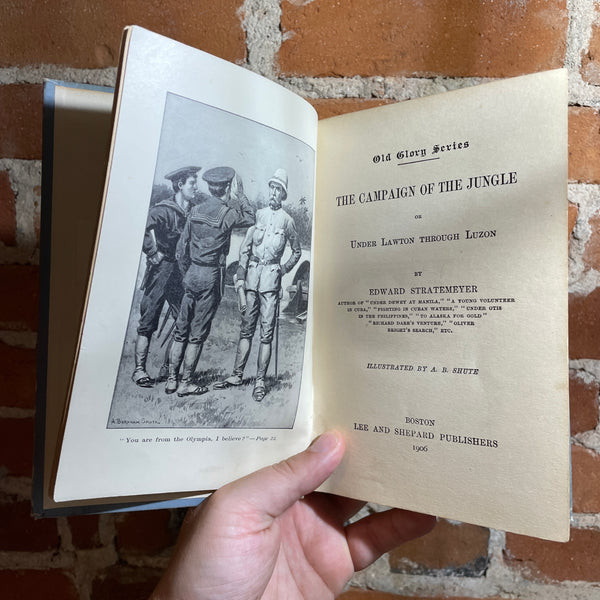 A. Burnham Shute.
"You are from the Olympia, I believe?"—Page 22.
Old Glory Series
THE CAMPAIGN OF THE JUNGLE
OR
UNDER LAWTON THROUGH LUZON
BY
EDWARD STRATEMEYER
AUTHOR OF "UNDER DEWEY AT MANILA," "A YOUNG VOLUNTEER
IN CUBA," "FIGHTING IN CUBAN WATERS," "UNDER OTIS
IN THE PHILIPPINES," "TO ALASKA FOR GOLD"
"RICHARD DARE'S VENTURE," "OLIVER
BRIGHT'S SEARCH," ETC.
ILLUSTRATED BY A. B. SHUTE
BOSTON
LEE AND SHEPARD PUBLISHERS
1906